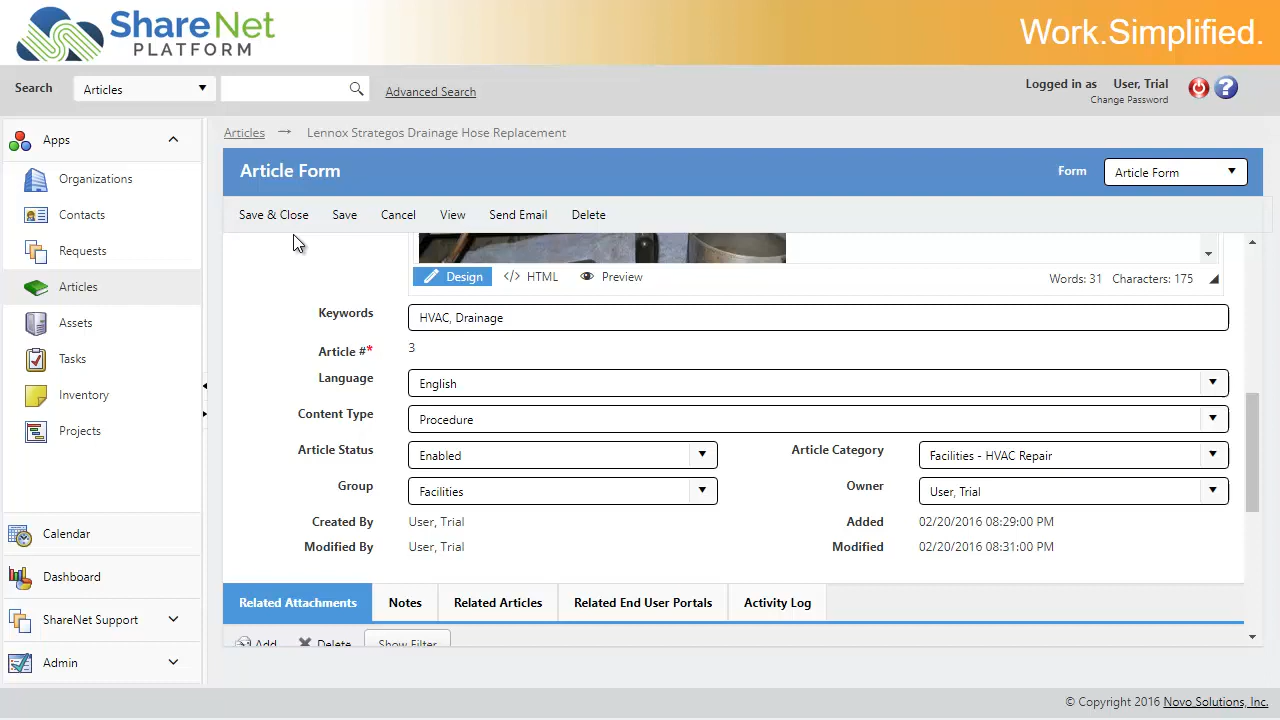 ShareNet
PLATFORM
Work.Simplified.
Search
Articles
Advanced Search
Logged in as User, Trial
Change Password
?
Apps
Organizations
Contacts
Requests
Articles
Assets
Tasks
Inventory
Projects
Calendar
Dashboard
ShareNet Support
Admin
Articles → Lennox Strategos Drainage Hose Replacement
Article Form
Form
Article Form
Save & Close Save Cancel View Send Email Delete
Design </> HTML Preview Words: 31 Characters: 175
Keywords HVAC, Drainage
Article #* 3
Language English
Content Type Procedure
Article Status Enabled Article Category Facilities - HVAC Repair
Group Facilities Owner User, Trial
Created By User, Trial Added 02/20/2016 08:29:00 PM
Modified By User, Trial Modified 02/20/2016 08:31:00 PM
Related Attachments Notes Related Articles Related End User Portals Activity Log
Add Delete Show Filter
© Copyright 2016 Novo Solutions, Inc.